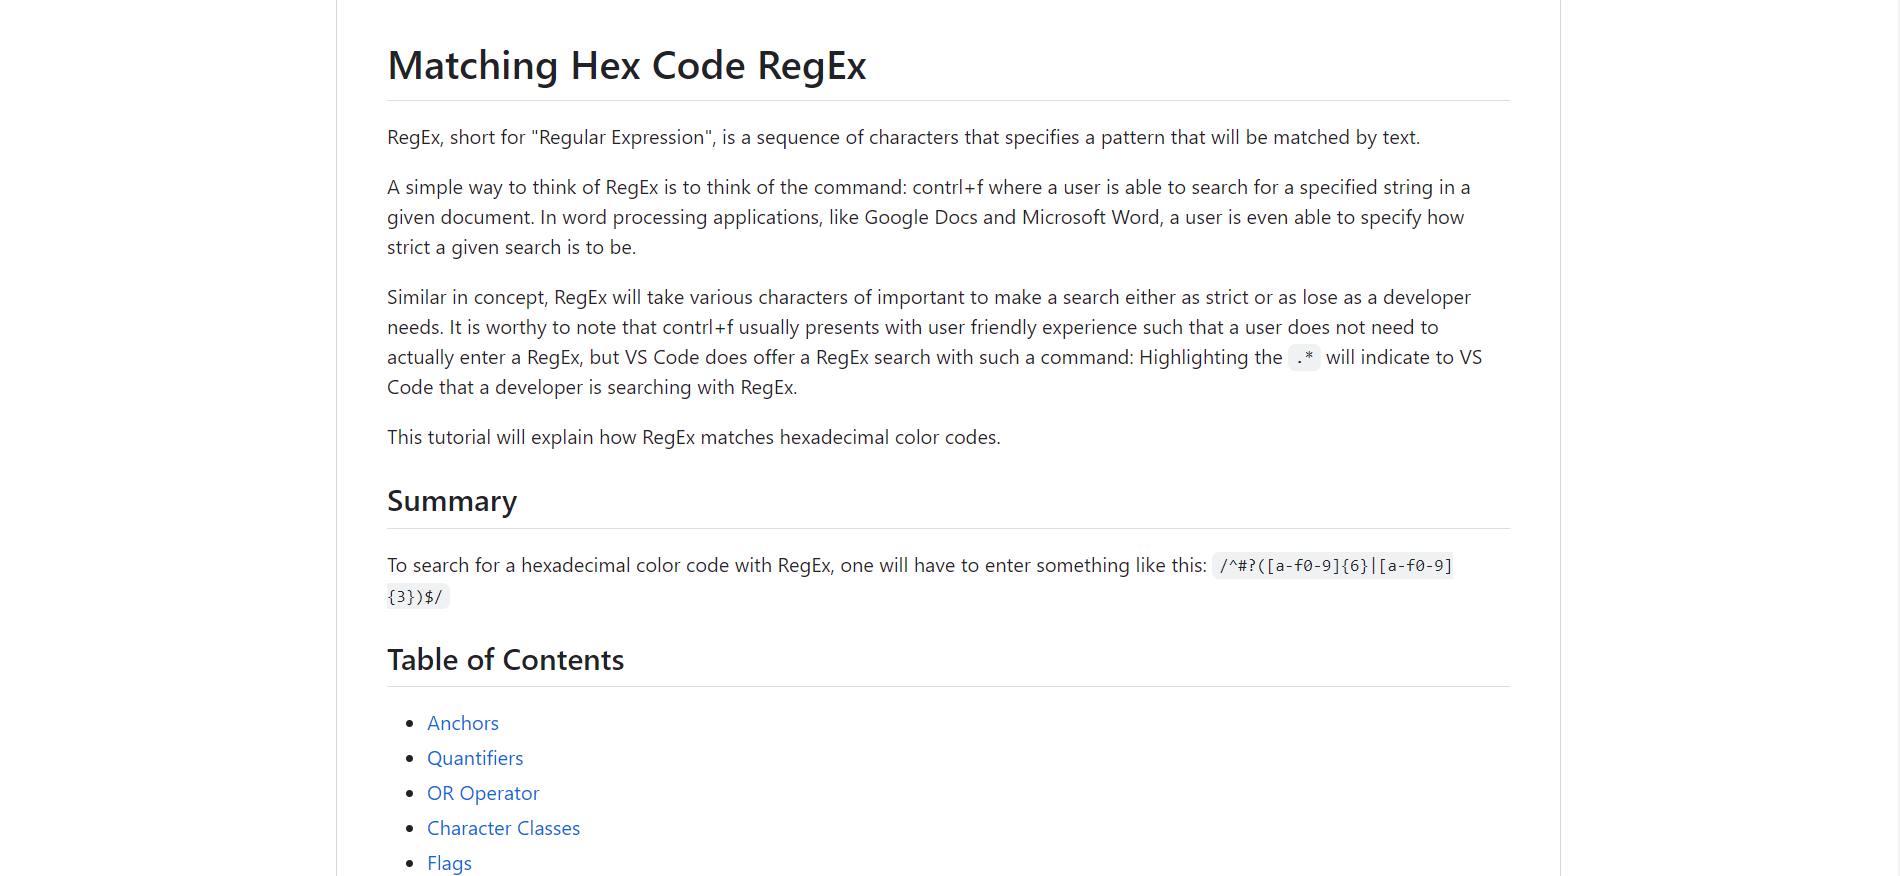 Matching Hex Code RegEx
RegEx, short for "Regular Expression", is a sequence of characters that specifies a pattern that will be matched by text.
A simple way to think of RegEx is to think of the command: contrl+f where a user is able to search for a specified string in a
given document. In word processing applications, like Google Docs and Microsoft Word, a user is even able to specify how
strict a given search is to be.
Similar in concept, RegEx will take various characters of important to make a search either as strict or as lose as a developer
needs. It is worthy to note that contrl+f usually presents with user friendly experience such that a user does not need to
actually enter a RegEx, but VS Code does offer a RegEx search with such a command: Highlighting the .* will indicate to VS
Code that a developer is searching with RegEx.
This tutorial will explain how RegEx matches hexadecimal color codes.
Summary
To search for a hexadecimal color code with RegEx, one will have to enter something like this: /^#?([a-f0-9]{6}|[a-f0-9]
{3})$/
Table of Contents
• Anchors
• Quantifiers
• OR Operator
• Character Classes
• Flags